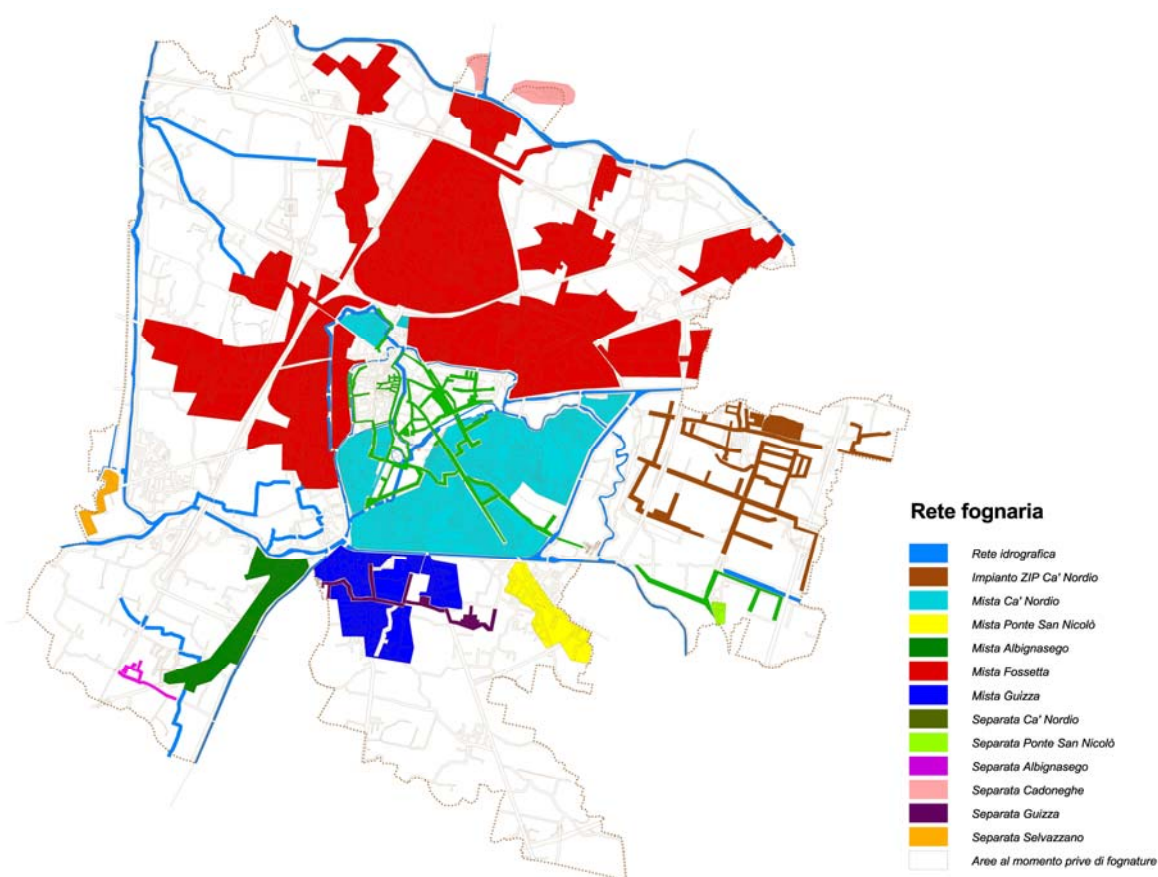 Rete fognaria
Rete idrografica
Impianto ZIP Ca' Nordio
Mista Ca' Nordio
Mista Ponte San Nicolò
Mista Albignasego
Mista Fossetta
Mista Guizza
Separata Ca' Nordio
Separata Ponte San Nicolò
Separata Albignasego
Separata Cadoneghe
Separata Guizza
Separata Selvazzano
Aree al momento prive di fognature